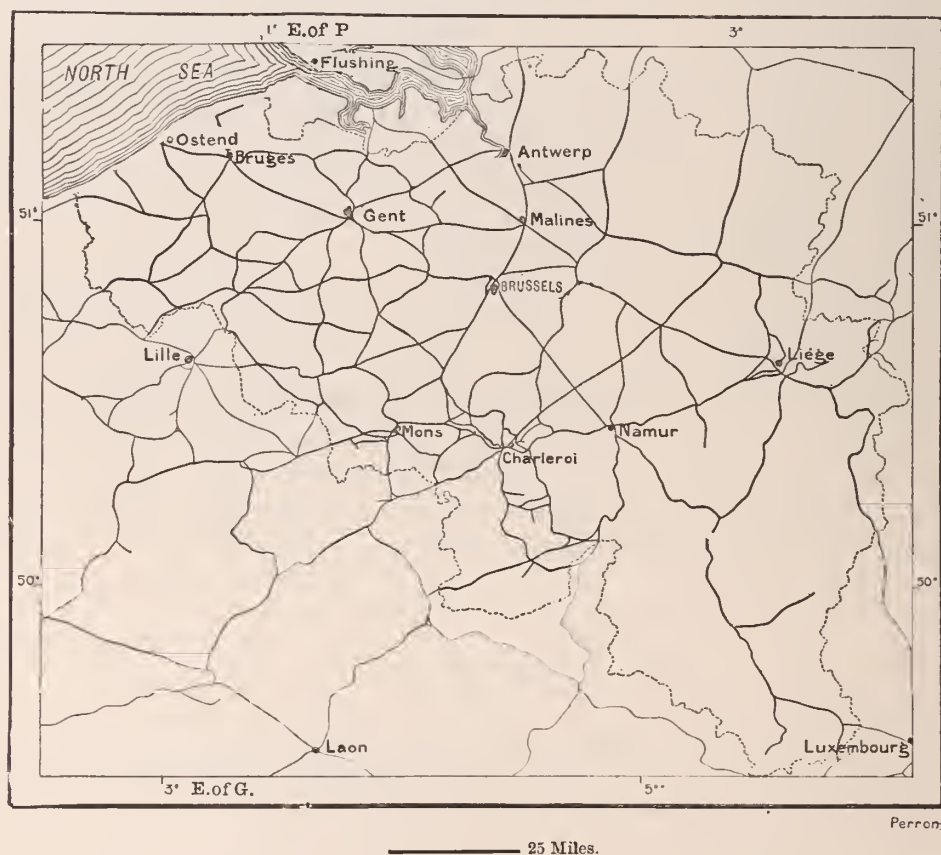 1° E. of P
3°
NORTH SEA
Flushing
Ostend
Bruges
Antwerp
51°
Gent
Malines
51°
BRUSSELS
Lille
Liége
Mons
Namur
Charleroi
50°
50°
Laon
Luxembourg
3° E. of G.
5°
Perron
25 Miles.